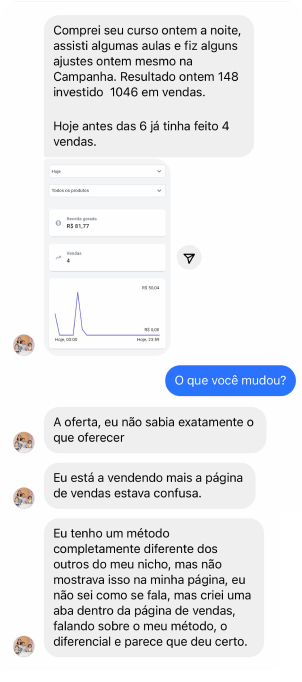 Comprei seu curso ontem a noite,
assisti algumas aulas e fiz alguns
ajustes ontem mesmo na
Campanha. Resultado ontem 148
investido 1046 em vendas.
Hoje antes das 6 já tinha feito 4
vendas.
Hoje
Todos os produtos
Receita gerada
R$ 81,77
Vendas
4
R$ 50,04
R$ 0,00
Hoje, 00:00 Hoje, 23:59
O que você mudou?
A oferta, eu não sabia exatamente o
que oferecer
Eu está a vendendo mais a página
de vendas estava confusa.
Eu tenho um método
completamente diferente dos
outros do meu nicho, mas não
mostrava isso na minha página, eu
não sei como se fala, mas criei uma
aba dentro da página de vendas,
falando sobre o meu método, o
diferencial e parece que deu certo.